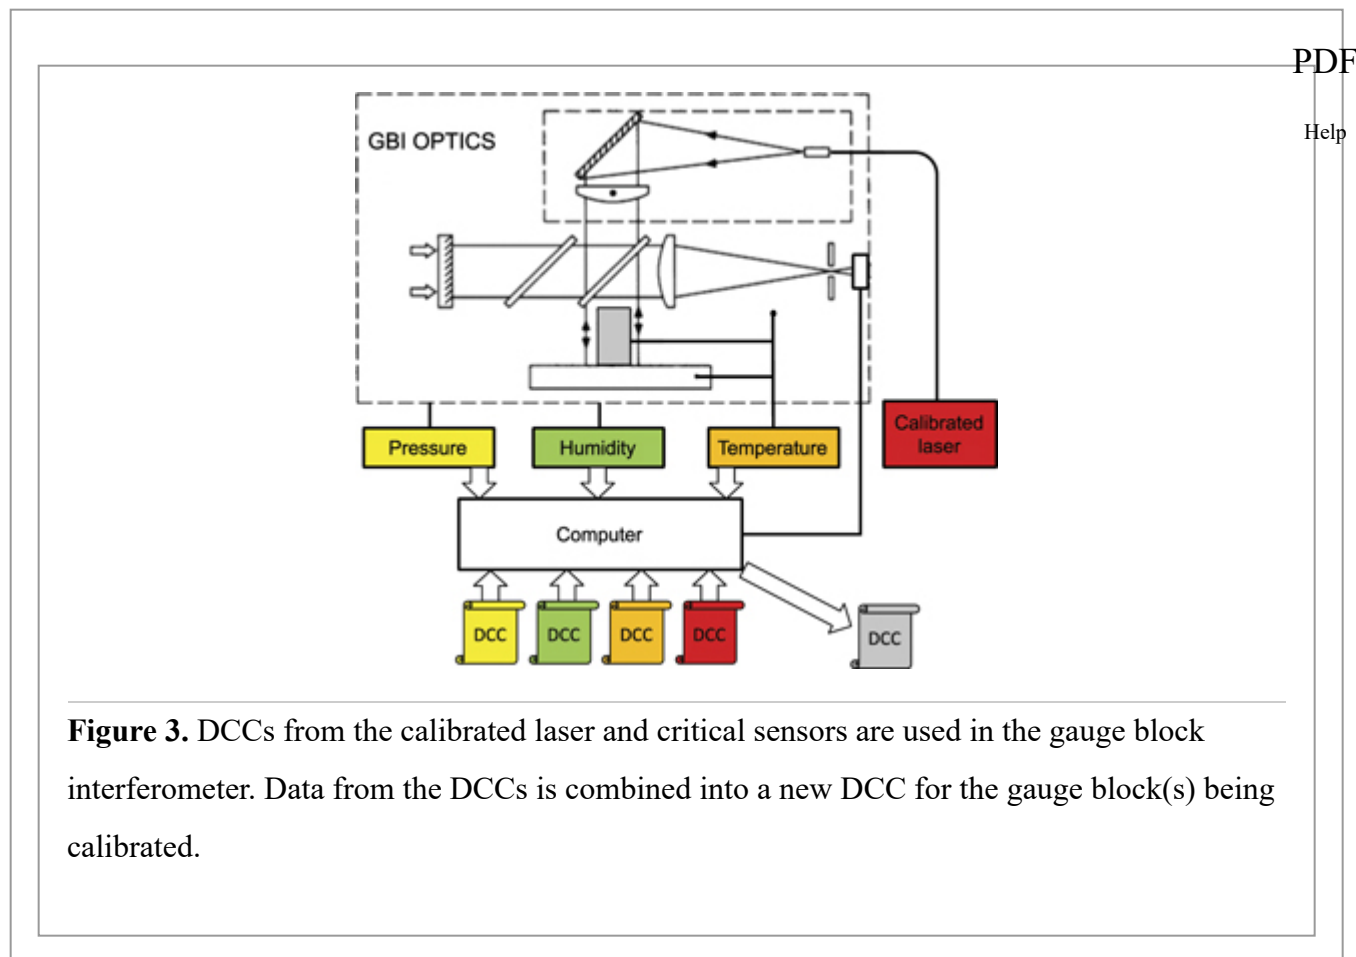 PDF
Help
GBI OPTICS
Calibrated
laser
Pressure
Humidity
Temperature
Computer
DCC
DCC
DCC
DCC
DCC
Figure 3. DCCs from the calibrated laser and critical sensors are used in the gauge block
interferometer. Data from the DCCs is combined into a new DCC for the gauge block(s) being
calibrated.